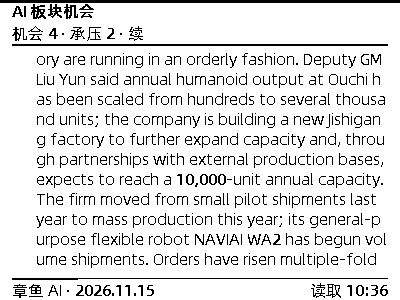 AI 板块机会
机会 4 · 承压 2 · 续
ory are running in an orderly fashion. Deputy GM
Liu Yun said annual humanoid output at Ouchi h
as been scaled from hundreds to several thousa
nd units; the company is building a new Jishigan
g factory to further expand capacity and, throu
gh partnerships with external production bases,
expects to reach a 10,000-unit annual capacity.
The firm moved from small pilot shipments last
year to mass production this year; its general-p
urpose flexible robot NAVIAI WA2 has begun vol
ume shipments. Orders have risen multiple-fold
章鱼 AI · 2026.11.15
读取 10:36